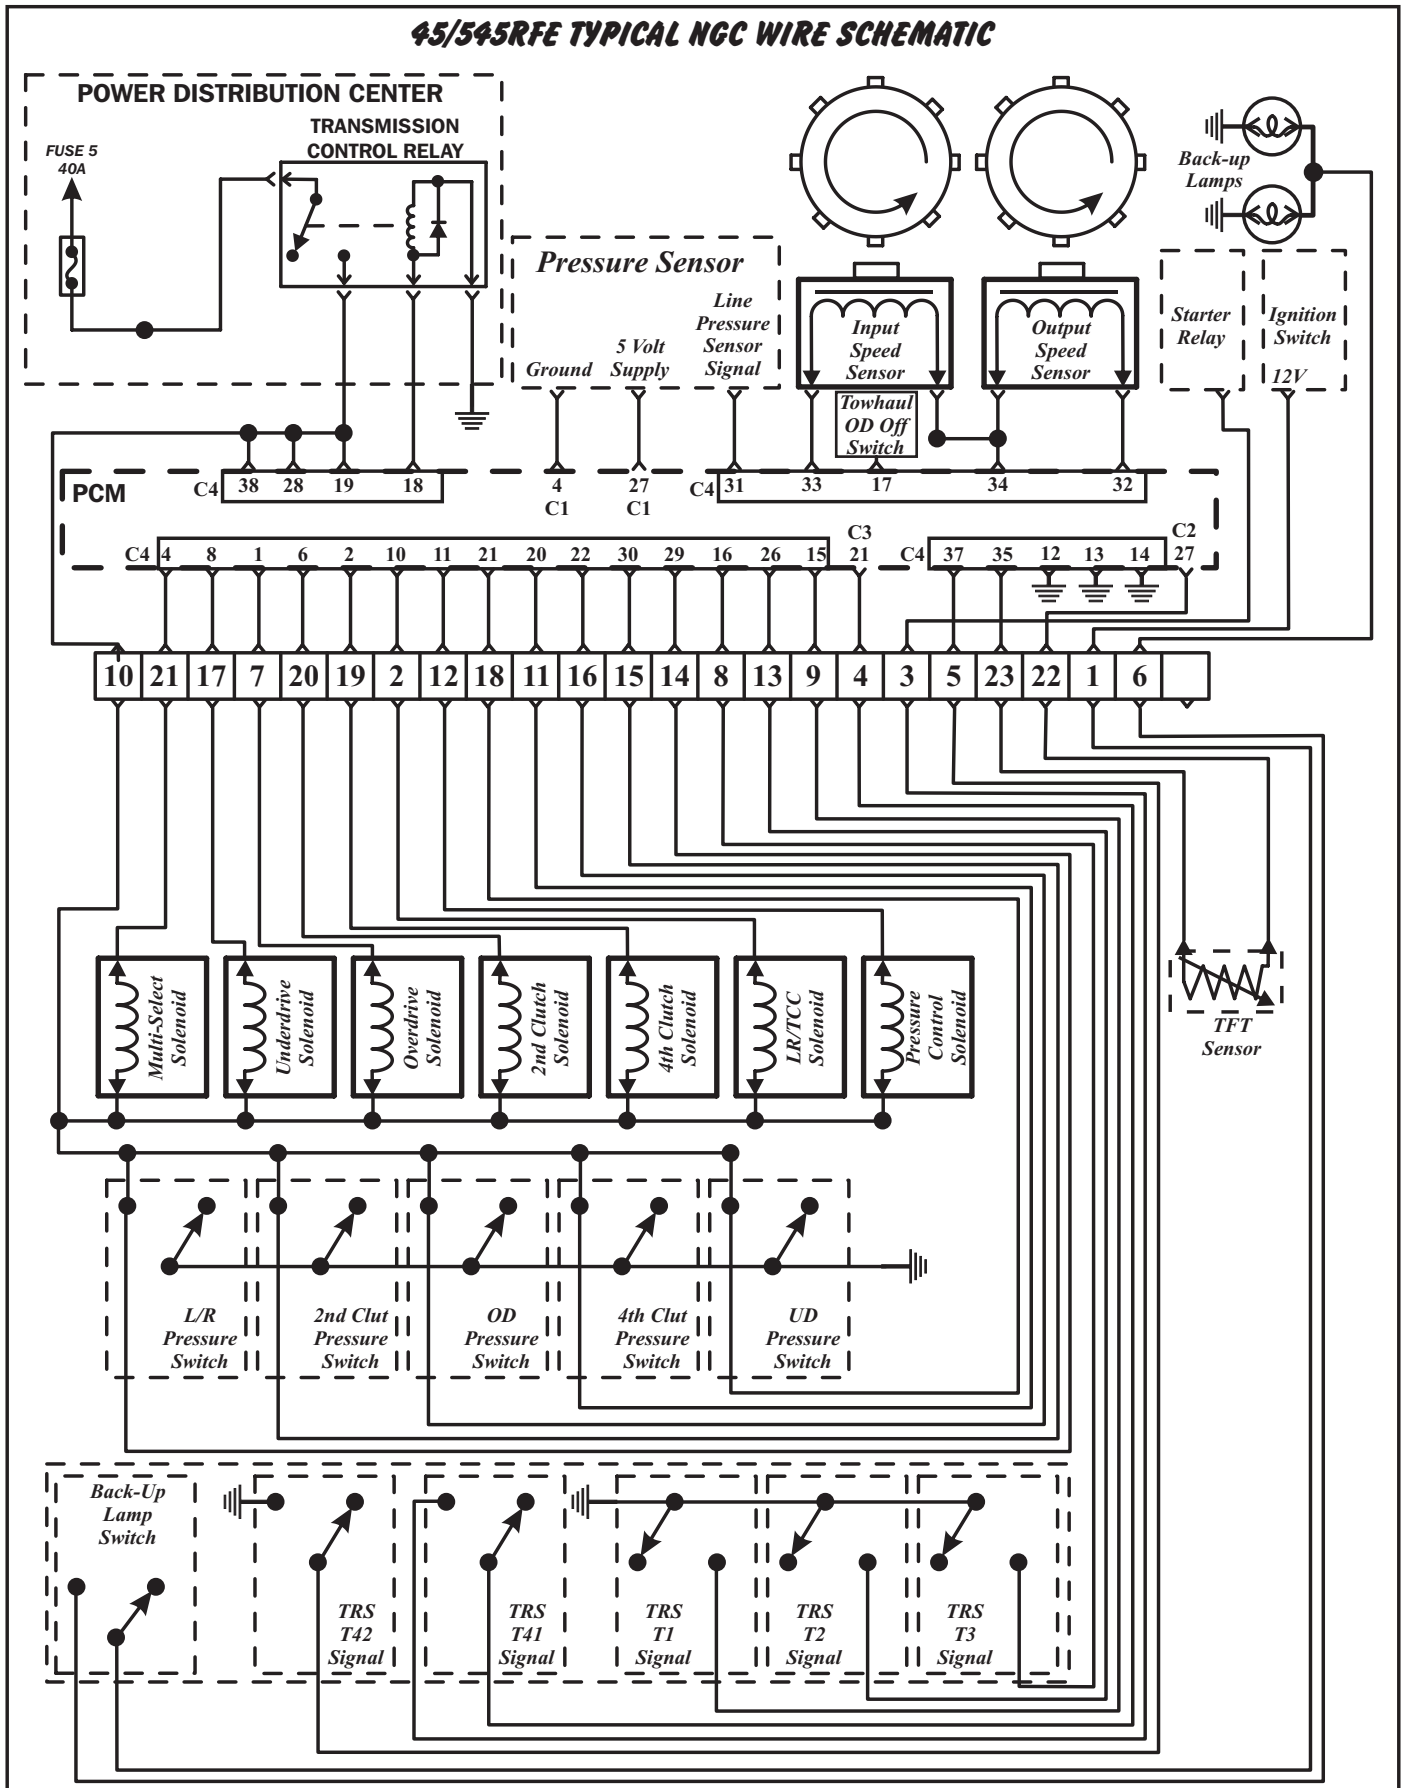 45/545RFE TYPICAL NGC WIRE SCHEMATIC
POWER DISTRIBUTION CENTER
TRANSMISSION
CONTROL RELAY
FUSE 5
40A
Back-up
Lamps
Pressure Sensor
Ground
5 Volt
Supply
Line
Pressure
Sensor
Signal
Input
Speed
Sensor
Output
Speed
Sensor
Starter
Relay
Ignition
Switch
12V
Towhaul
OD Off
Switch
PCM
C4 38 28 19 18
4
C1
27
C1
C4 31 33 17 34 32
C4 4 8 1 6 2 10 11 21 20 22 30 29 16 26 15
C3
21
C4 37 35 12 13 14
C2
27
10 21 17 7 20 19 2 12 18 11 16 15 14 8 13 9 4 3 5 23 22 1 6
Multi-Select
Solenoid
Underdrive
Solenoid
Overdrive
Solenoid
2nd Clutch
Solenoid
4th Clutch
Solenoid
LR/TCC
Solenoid
Pressure
Control
Solenoid
TFT
Sensor
L/R
Pressure
Switch
2nd Clut
Pressure
Switch
OD
Pressure
Switch
4th Clut
Pressure
Switch
UD
Pressure
Switch
Back-Up
Lamp
Switch
TRS
T42
Signal
TRS
T41
Signal
TRS
T1
Signal
TRS
T2
Signal
TRS
T3
Signal